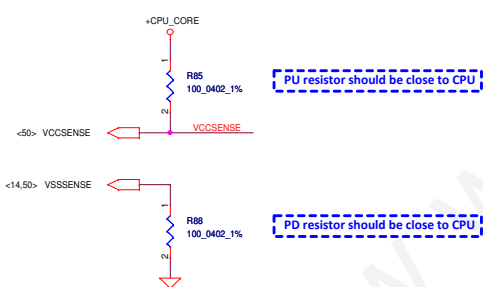 +CPU_CORE
1
R85
100_0402_1%
PU resistor should be close to CPU
2
<50> VCCSENSE
VCCSENSE
<14,50> VSSSENSE
1
R88
100_0402_1%
PD resistor should be close to CPU
2